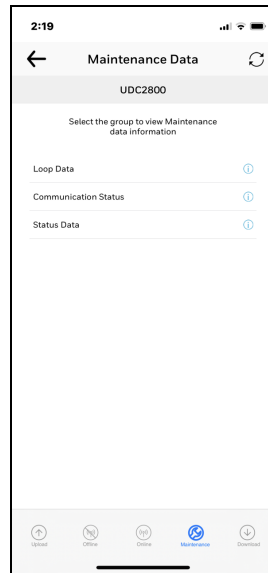 2:19
Maintenance Data
UDC2800
Select the group to view Maintenance
data information
Loop Data
Communication Status
Status Data
Upload
Offline
Online
Maintenance
Download